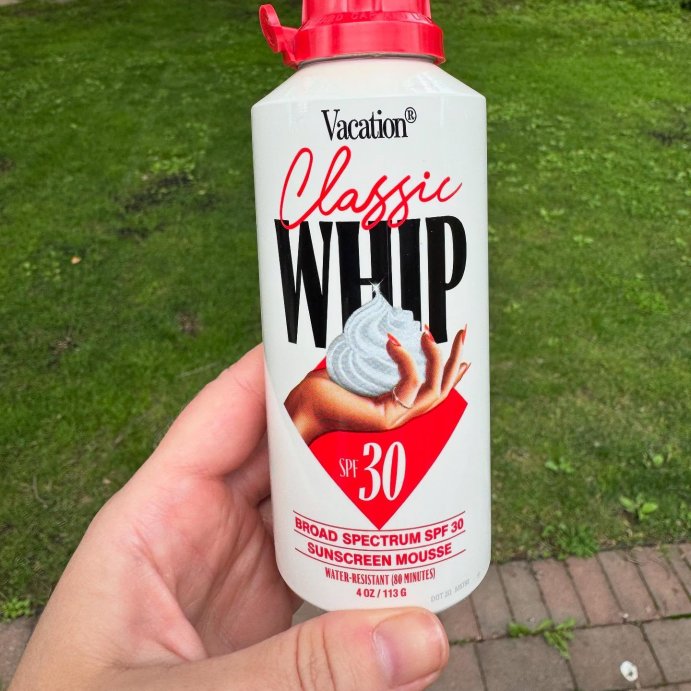 Vacation®
Classic
WHIP
SPF 30
BROAD SPECTRUM SPF 30
SUNSCREEN MOUSSE
WATER-RESISTANT (80 MINUTES)
4 OZ / 113 G